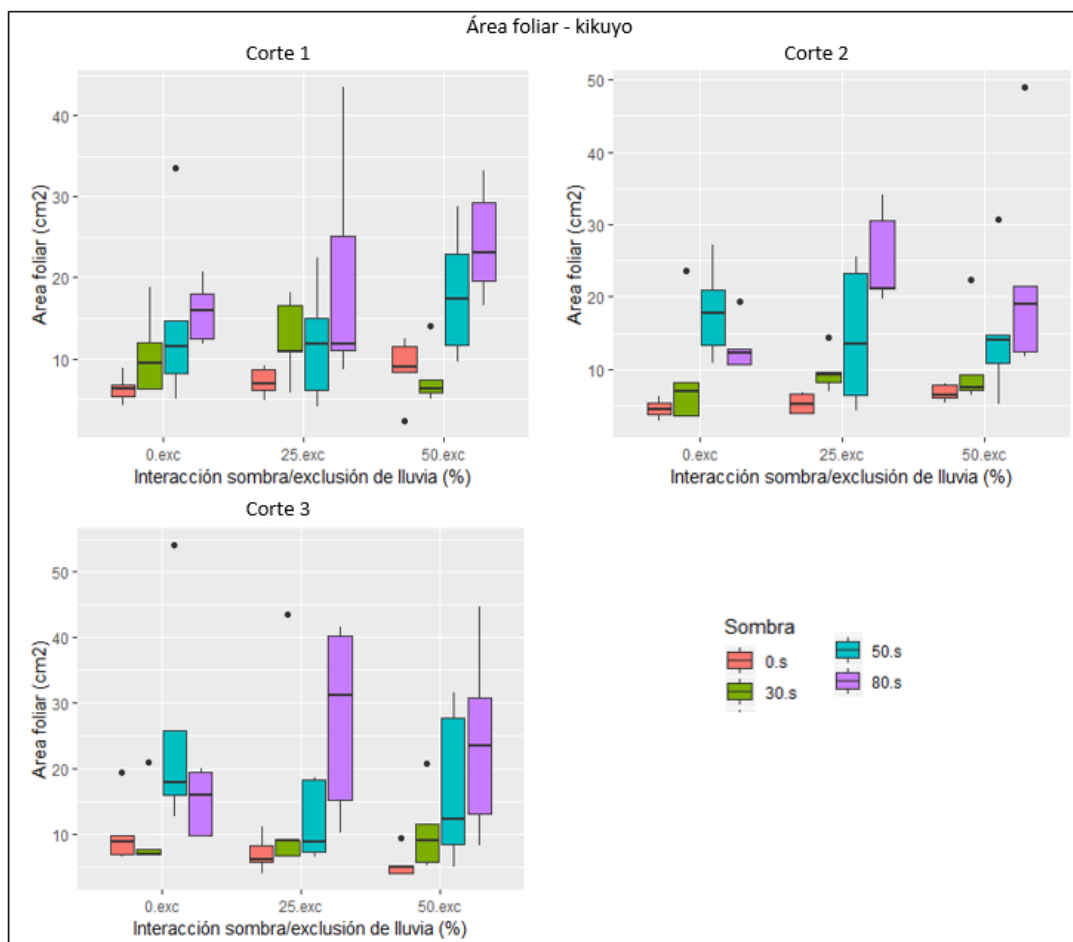 Área foliar - kikuyo
Corte 1
Área foliar (cm2)
40
30
20
10
0.exc
25.exc
50.exc
Interacción sombra/exclusión de lluvia (%)
Corte 2
Área foliar (cm2)
50
40
30
20
10
0.exc
25.exc
50.exc
Interacción sombra/exclusión de lluvia (%)
Corte 3
Área foliar (cm2)
50
40
30
20
10
0.exc
25.exc
50.exc
Interacción sombra/exclusión de lluvia (%)
Sombra
0.s
30.s
50.s
80.s